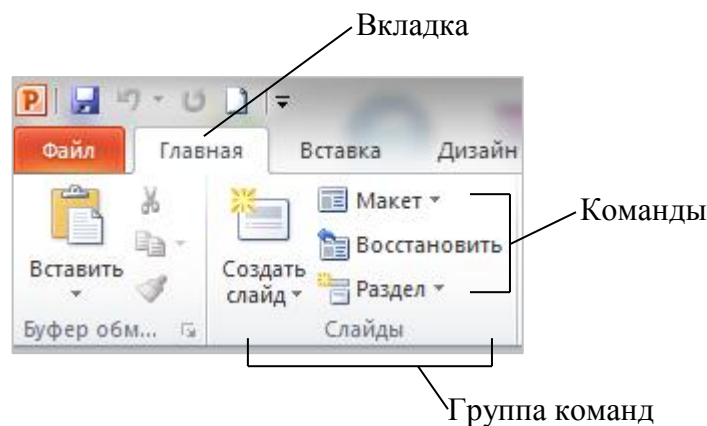 Вкладка
P
Файл Главная Вставка Дизайн
Вставить
Создать слайд
Макет
Восстановить
Раздел
Команды
Буфер обм... Слайды
Группа команд